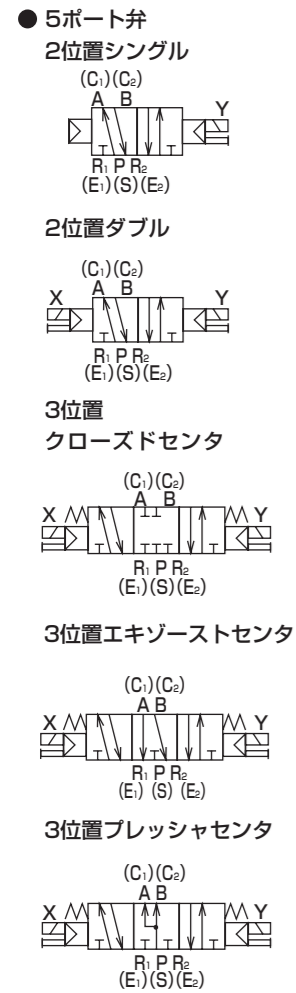 ● 5ポート弁
2位置シングル
(C₁)(C₂)
A B
Y
R₁ P R₂
(E₁)(S)(E₂)
2位置ダブル
(C₁)(C₂)
A B
X Y
R₁ P R₂
(E₁)(S)(E₂)
3位置
クローズドセンタ
(C₁)(C₂)
A B
X Y
R₁ P R₂
(E₁)(S)(E₂)
3位置エキゾーストセンタ
(C₁)(C₂)
A B
X Y
R₁ P R₂
(E₁) (S) (E₂)
3位置プレッシャセンタ
(C₁)(C₂)
A B
X Y
R₁ P R₂
(E₁)(S)(E₂)